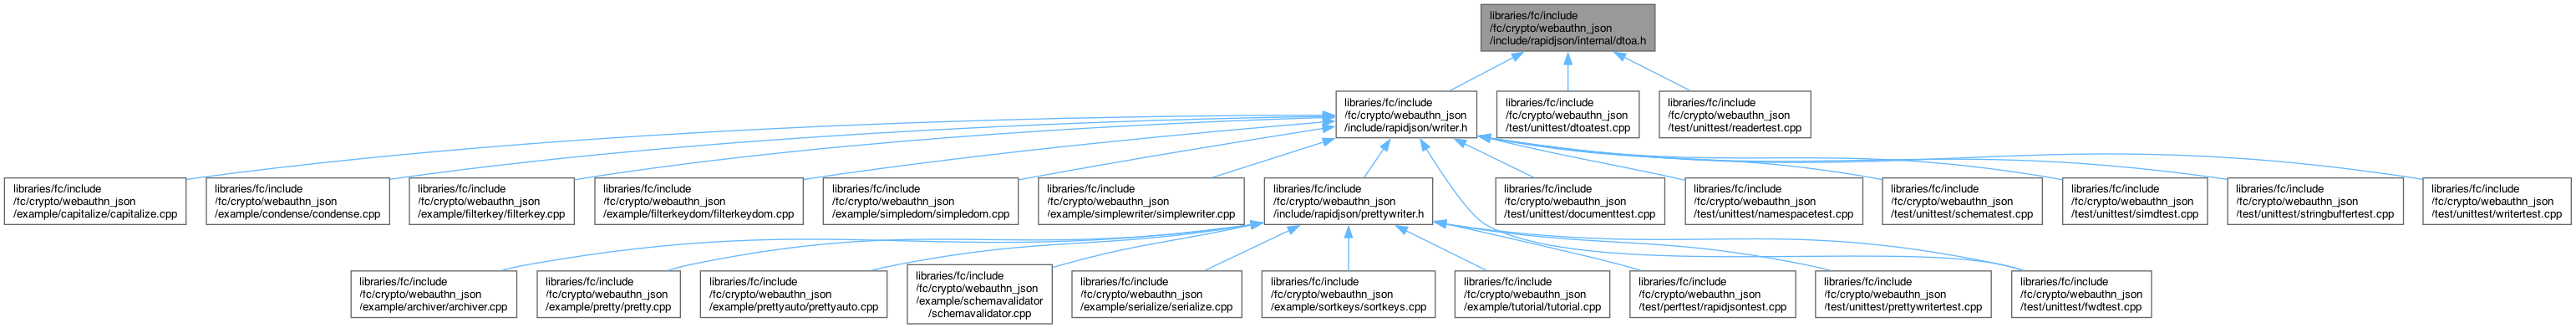 libraries/fc/include
/fc/crypto/webauthn_json
/include/rapidjson/internal/dtoa.h
libraries/fc/include
/fc/crypto/webauthn_json
/include/rapidjson/writer.h
libraries/fc/include
/fc/crypto/webauthn_json
/test/unittest/dtoatest.cpp
libraries/fc/include
/fc/crypto/webauthn_json
/test/unittest/readertest.cpp
libraries/fc/include
/fc/crypto/webauthn_json
/example/capitalize/capitalize.cpp
libraries/fc/include
/fc/crypto/webauthn_json
/example/condense/condense.cpp
libraries/fc/include
/fc/crypto/webauthn_json
/example/filterkey/filterkey.cpp
libraries/fc/include
/fc/crypto/webauthn_json
/example/filterkeydom/filterkeydom.cpp
libraries/fc/include
/fc/crypto/webauthn_json
/example/simpledom/simpledom.cpp
libraries/fc/include
/fc/crypto/webauthn_json
/example/simplewriter/simplewriter.cpp
libraries/fc/include
/fc/crypto/webauthn_json
/include/rapidjson/prettywriter.h
libraries/fc/include
/fc/crypto/webauthn_json
/test/unittest/documenttest.cpp
libraries/fc/include
/fc/crypto/webauthn_json
/test/unittest/namespacetest.cpp
libraries/fc/include
/fc/crypto/webauthn_json
/test/unittest/schematest.cpp
libraries/fc/include
/fc/crypto/webauthn_json
/test/unittest/simdtest.cpp
libraries/fc/include
/fc/crypto/webauthn_json
/test/unittest/stringbuffertest.cpp
libraries/fc/include
/fc/crypto/webauthn_json
/test/unittest/writertest.cpp
libraries/fc/include
/fc/crypto/webauthn_json
/example/archiver/archiver.cpp
libraries/fc/include
/fc/crypto/webauthn_json
/example/pretty/pretty.cpp
libraries/fc/include
/fc/crypto/webauthn_json
/example/prettyauto/prettyauto.cpp
libraries/fc/include
/fc/crypto/webauthn_json
/example/schemavalidator
/schemavalidator.cpp
libraries/fc/include
/fc/crypto/webauthn_json
/example/serialize/serialize.cpp
libraries/fc/include
/fc/crypto/webauthn_json
/example/sortkeys/sortkeys.cpp
libraries/fc/include
/fc/crypto/webauthn_json
/example/tutorial/tutorial.cpp
libraries/fc/include
/fc/crypto/webauthn_json
/test/perftest/rapidjsontest.cpp
libraries/fc/include
/fc/crypto/webauthn_json
/test/unittest/prettywritertest.cpp
libraries/fc/include
/fc/crypto/webauthn_json
/test/unittest/fwdtest.cpp